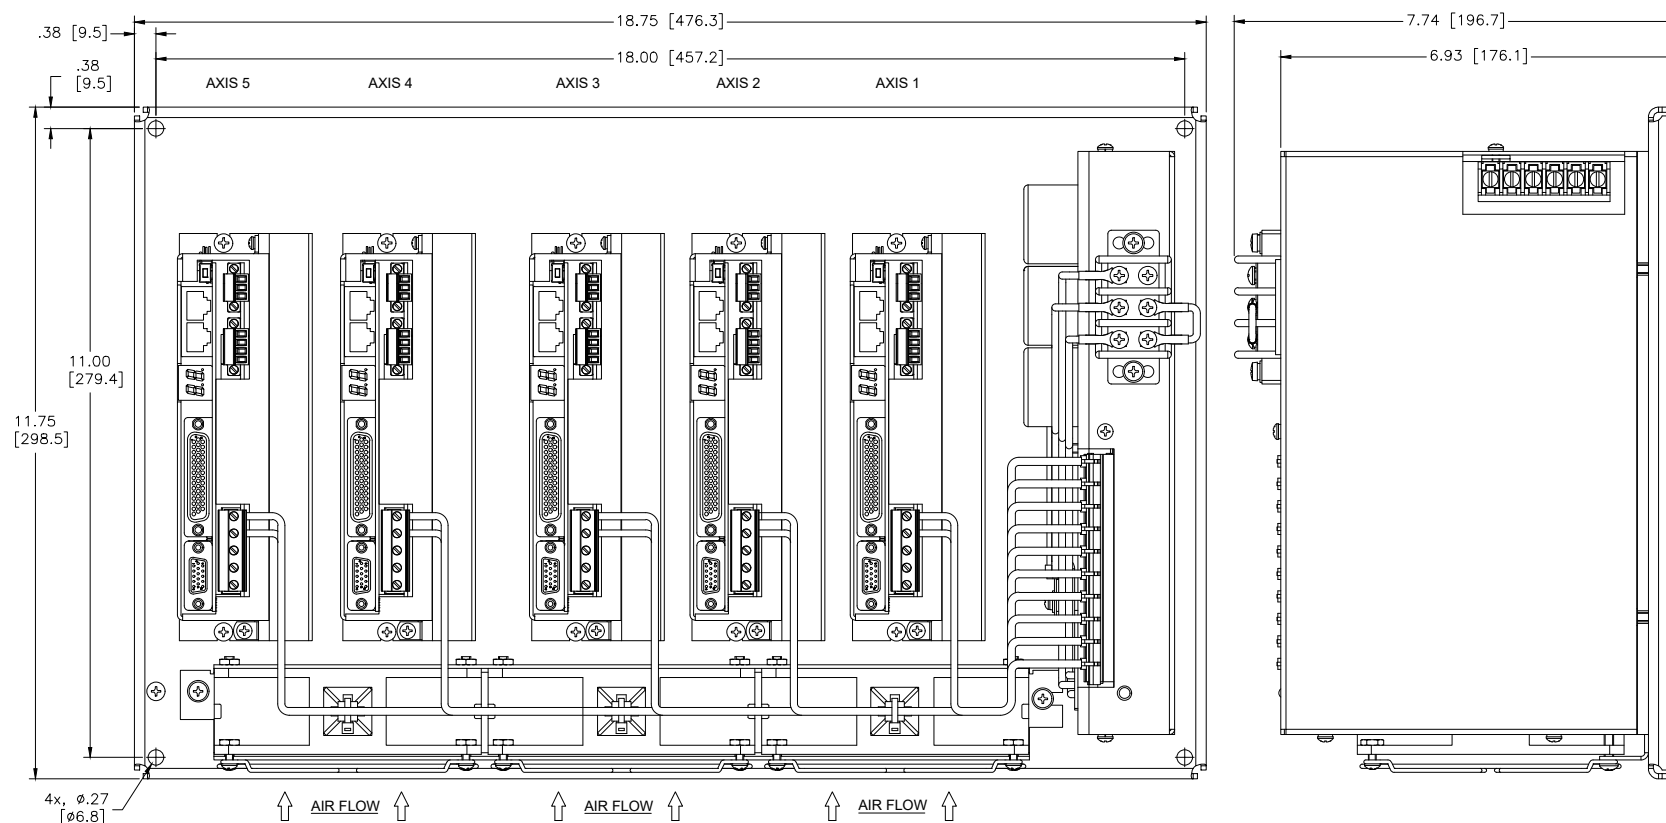 18.75 [476.3]
7.74 [196.7]
.38 [9.5]
18.00 [457.2]
6.93 [176.1]
.38
[9.5]
AXIS 5
AXIS 4
AXIS 3
AXIS 2
AXIS 1
11.00
[279.4]
11.75
[298.5]
4x, ø.27
[ø6.8]
AIR FLOW
AIR FLOW
AIR FLOW